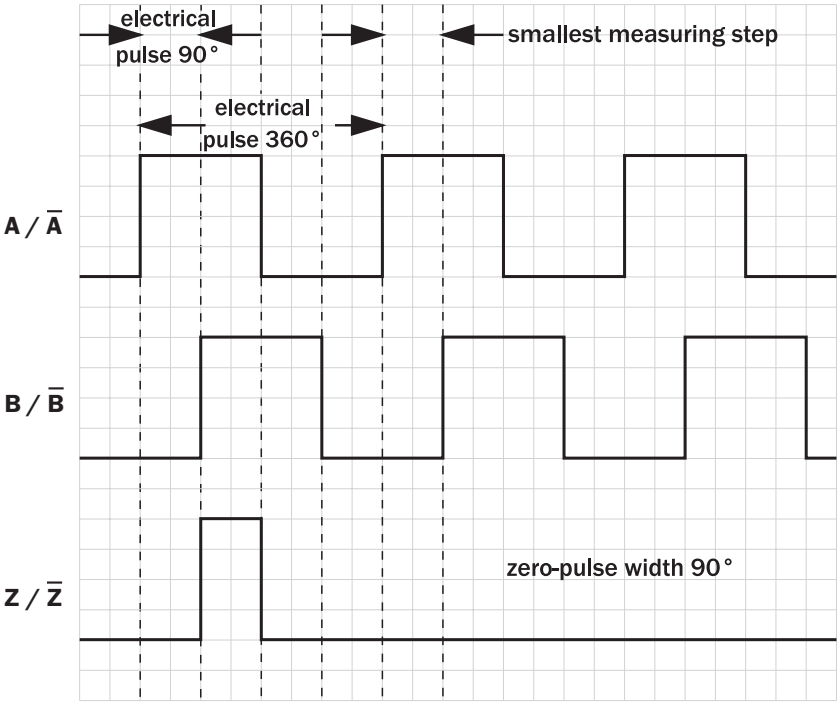 electrical
pulse 90°
smallest measuring step
electrical
pulse 360°
A / A̅
B / B̅
zero-pulse width 90°
Z / Z̅